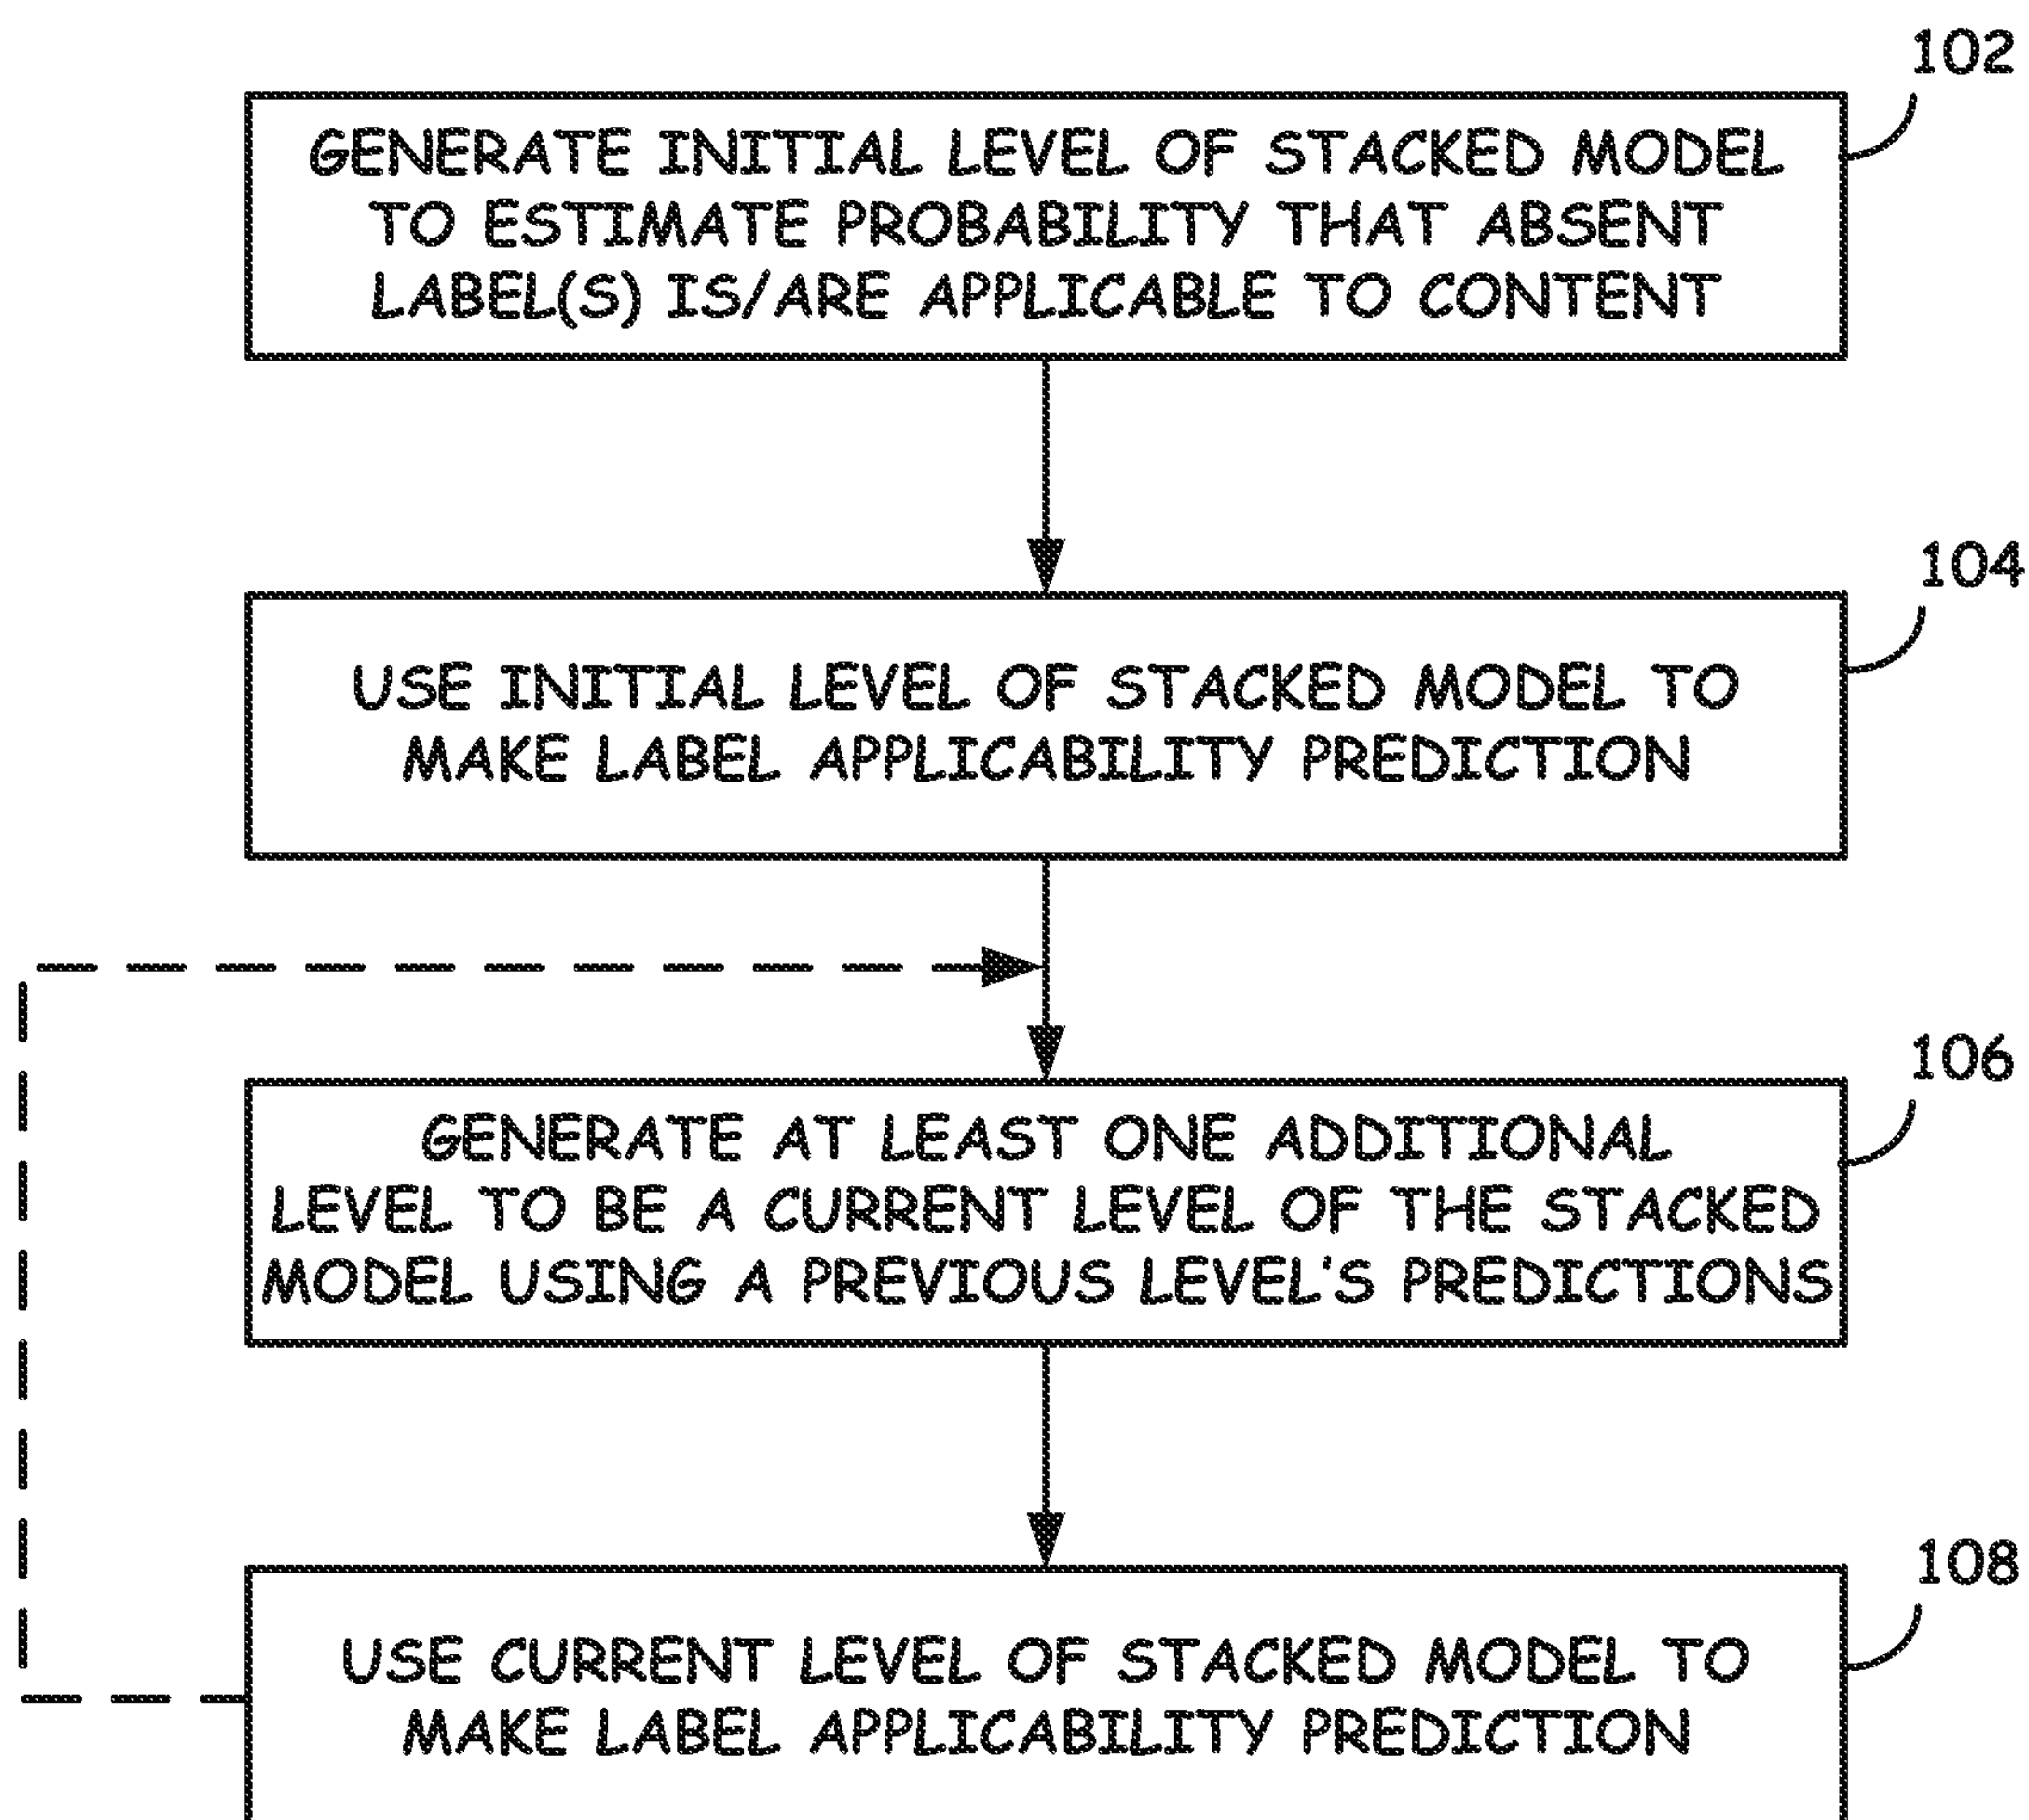 102
GENERATE INITIAL LEVEL OF STACKED MODEL
TO ESTIMATE PROBABILITY THAT ABSENT
LABEL(S) IS/ARE APPLICABLE TO CONTENT
104
USE INITIAL LEVEL OF STACKED MODEL TO
MAKE LABEL APPLICABILITY PREDICTION
106
GENERATE AT LEAST ONE ADDITIONAL
LEVEL TO BE A CURRENT LEVEL OF THE STACKED
MODEL USING A PREVIOUS LEVEL'S PREDICTIONS
108
USE CURRENT LEVEL OF STACKED MODEL TO
MAKE LABEL APPLICABILITY PREDICTION